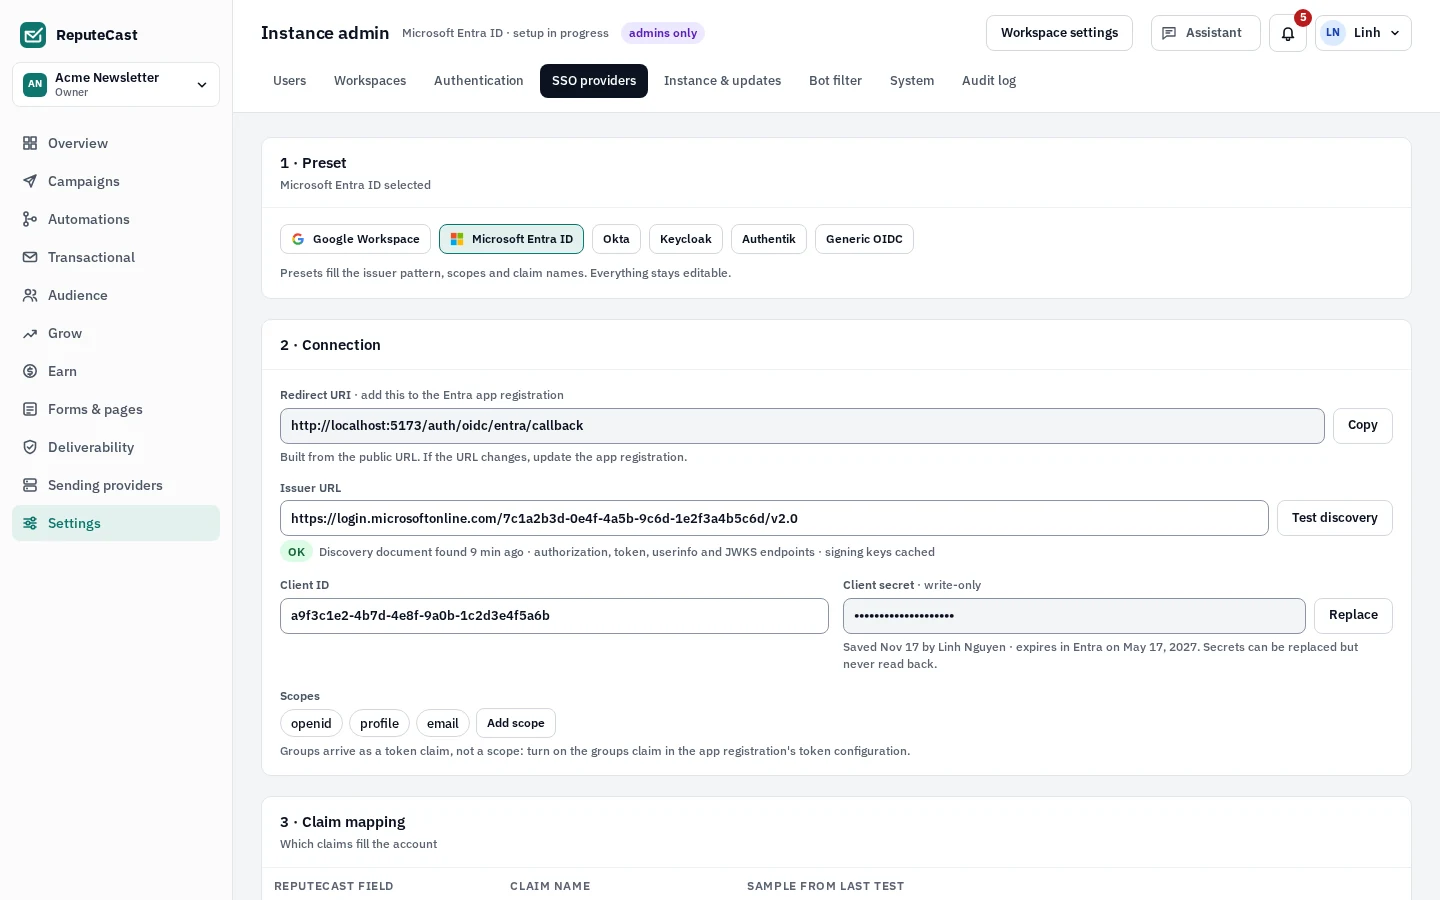 ReputeCast
AN
Acme Newsletter
Owner
Overview
Campaigns
Automations
Transactional
Audience
Grow
Earn
Forms & pages
Deliverability
Sending providers
Settings
Instance admin
Microsoft Entra ID · setup in progress
admins only
Workspace settings
Assistant
5
LN
Linh
Users
Workspaces
Authentication
SSO providers
Instance & updates
Bot filter
System
Audit log
1 · Preset
Microsoft Entra ID selected
Google Workspace
Microsoft Entra ID
Okta
Keycloak
Authentik
Generic OIDC
Presets fill the issuer pattern, scopes and claim names. Everything stays editable.
2 · Connection
Redirect URI · add this to the Entra app registration
http://localhost:5173/auth/oidc/entra/callback
Copy
Built from the public URL. If the URL changes, update the app registration.
Issuer URL
https://login.microsoftonline.com/7c1a2b3d-0e4f-4a5b-9c6d-1e2f3a4b5c6d/v2.0
Test discovery
OK
Discovery document found 9 min ago · authorization, token, userinfo and JWKS endpoints · signing keys cached
Client ID
a9f3c1e2-4b7d-4e8f-9a0b-1c2d3e4f5a6b
Client secret · write-only
••••••••••••••••••••
Replace
Saved Nov 17 by Linh Nguyen · expires in Entra on May 17, 2027. Secrets can be replaced but
never read back.
Scopes
openid
profile
email
Add scope
Groups arrive as a token claim, not a scope: turn on the groups claim in the app registration's token configuration.
3 · Claim mapping
Which claims fill the account
REPUTECAST FIELD
CLAIM NAME
SAMPLE FROM LAST TEST